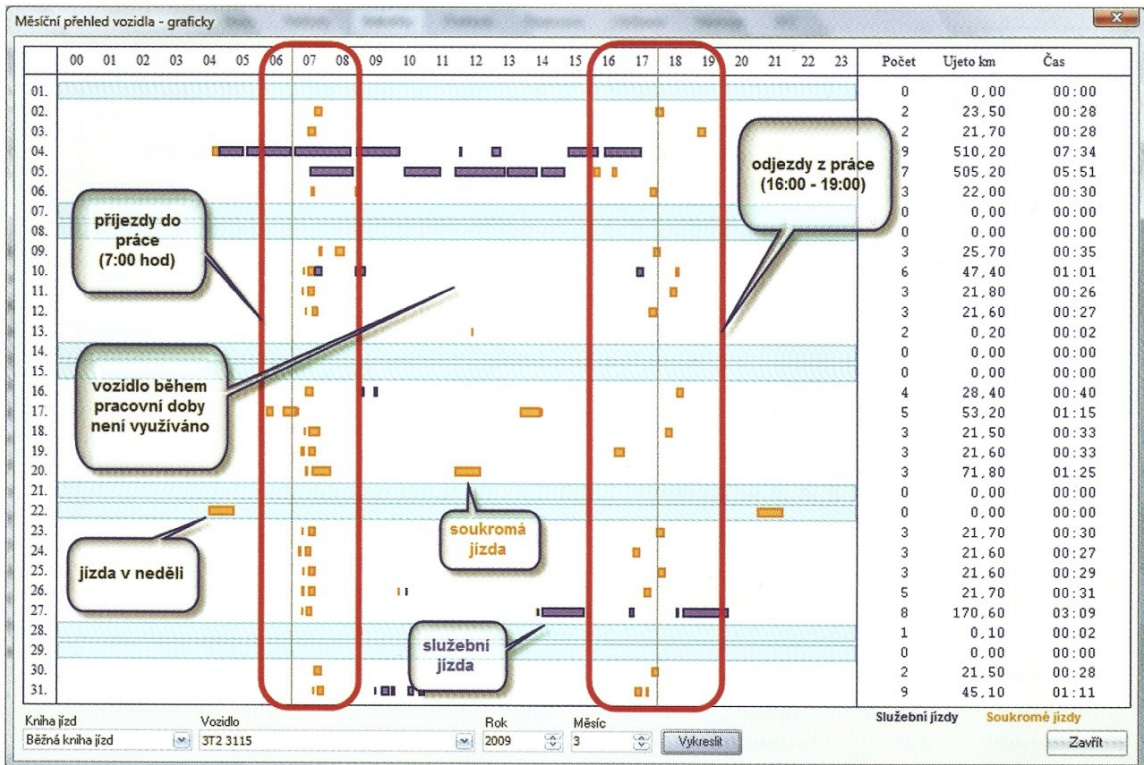 Měsíční přehled vozidla - graficky
00 01 02 03 04 05 06 07 08 09 10 11 12 13 14 15 16 17 18 19 20 21 22 23 Počet Ujeto km Čas
01. 0 0,00 00:00
02. 2 23,50 00:28
03. 2 21,70 00:28
04. 9 510,20 07:34
05. 7 505,20 05:51
06. 3 22,00 00:30
07. 0 0,00 00:00
08. 0 0,00 00:00
09. 3 25,70 00:35
10. 6 47,40 01:01
11. 3 21,80 00:26
12. 3 21,60 00:27
13. 2 0,20 00:02
14. 0 0,00 00:00
15. 0 0,00 00:00
16. 4 28,40 00:40
17. 5 53,20 01:15
18. 3 21,50 00:33
19. 3 21,60 00:33
20. 3 71,80 01:25
21. 0 0,00 00:00
22. 0 0,00 00:00
23. 3 21,70 00:30
24. 3 21,60 00:27
25. 3 21,60 00:29
26. 5 21,70 00:31
27. 8 170,60 03:09
28. 1 0,10 00:02
29. 0 0,00 00:00
30. 2 21,50 00:28
31. 9 45,10 01:11
odjezdy z práce
(16:00 - 19:00)
příjezdy do
práce
(7:00 hod)
vozidlo během
pracovní doby
není využíváno
soukromá
jízda
jízda v neděli
služební
jízda
Služební jízdy Soukromé jízdy
Kniha jízd Vozidlo Rok Měsíc
Běžná kniha jízd 3T2 3115 2009 3 Vykreslit Zavřít